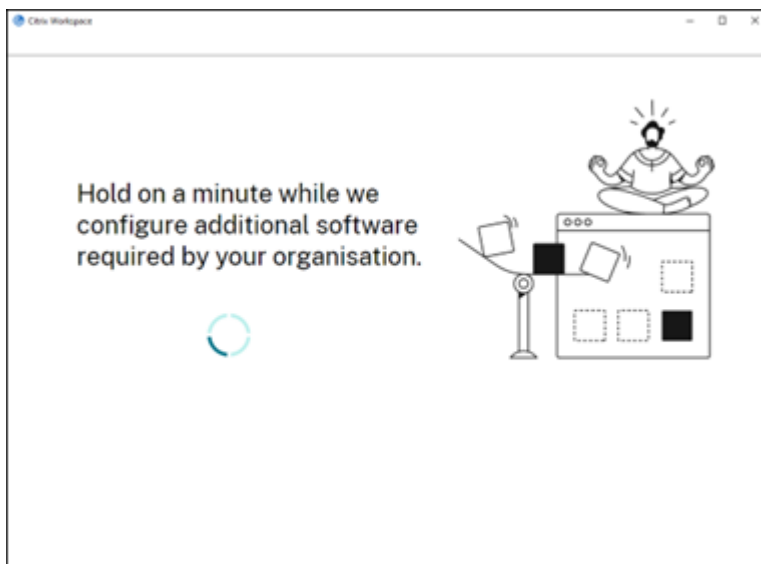 Citrix Workspace
Hold on a minute while we
configure additional software
required by your organisation.